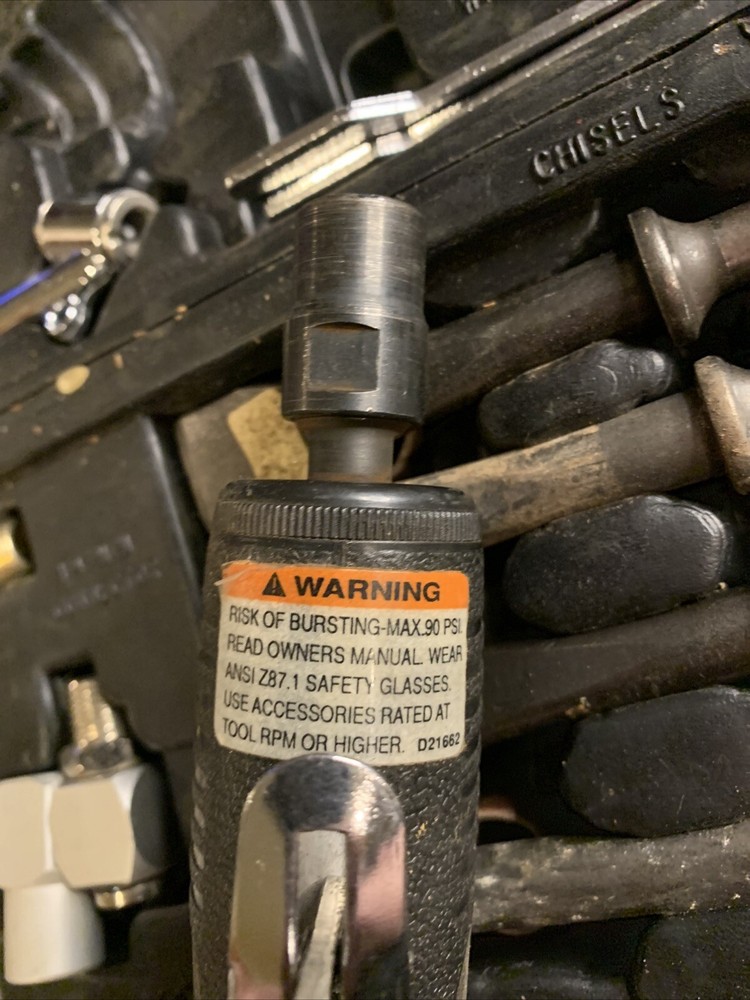 CHISELS
WARNING
RISK OF BURSTING-MAX.90 PSI.
READ OWNERS MANUAL. WEAR
ANSI Z87.1 SAFETY GLASSES.
USE ACCESSORIES RATED AT
TOOL RPM OR HIGHER. D21662